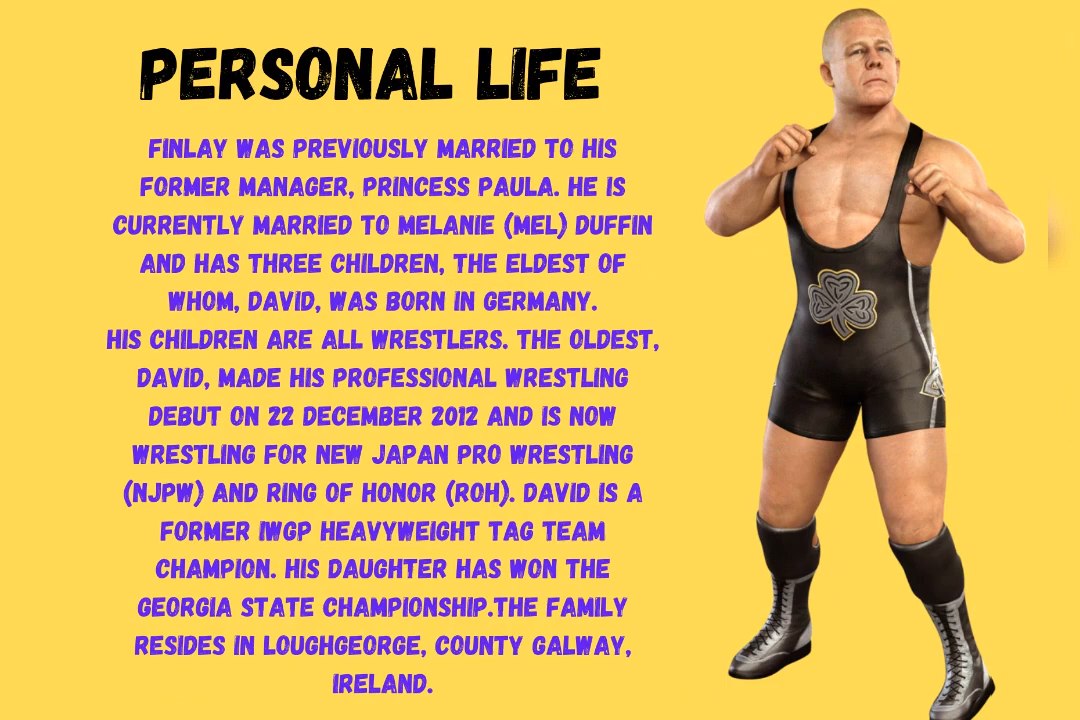 PERSONAL LIFE
FINLAY WAS PREVIOUSLY MARRIED TO HIS
FORMER MANAGER, PRINCESS PAULA. HE IS
CURRENTLY MARRIED TO MELANIE (MEL) DUFFIN
AND HAS THREE CHILDREN, THE ELDEST OF
WHOM, DAVID, WAS BORN IN GERMANY.
HIS CHILDREN ARE ALL WRESTLERS. THE OLDEST,
DAVID, MADE HIS PROFESSIONAL WRESTLING
DEBUT ON 22 DECEMBER 2012 AND IS NOW
WRESTLING FOR NEW JAPAN PRO WRESTLING
(NJPW) AND RING OF HONOR (ROH). DAVID IS A
FORMER IWGP HEAVYWEIGHT TAG TEAM
CHAMPION. HIS DAUGHTER HAS WON THE
GEORGIA STATE CHAMPIONSHIP.THE FAMILY
RESIDES IN LOUGHGEORGE, COUNTY GALWAY,
IRELAND.